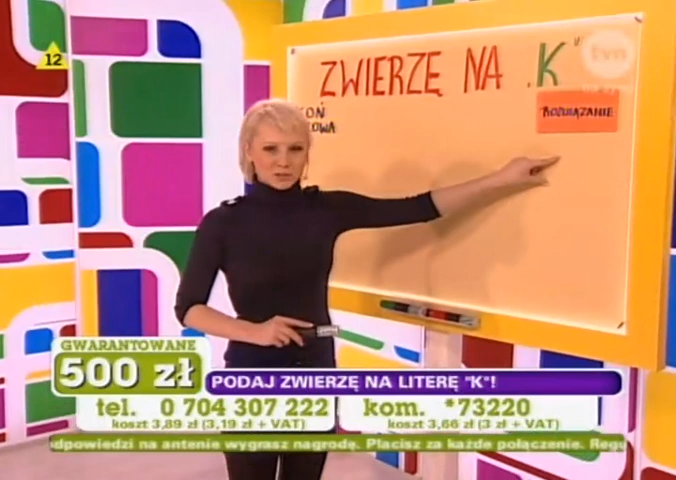 12
ZWIERZĘ NA "K"
tvn
KOŃ
ROZWIĄZANIE
GWARANTOWANE
500 zł
PODAJ ZWIERZĘ NA LITERĘ "K"!
tel. 0 704 307 222
koszt 3,89 zł (3,19 zł + VAT)
kom. *73220
koszt 3,66 zł (3 zł + VAT)
odpowiedzi na antenie wygrasz nagrodę. Płacisz za każde połączenie. Regu